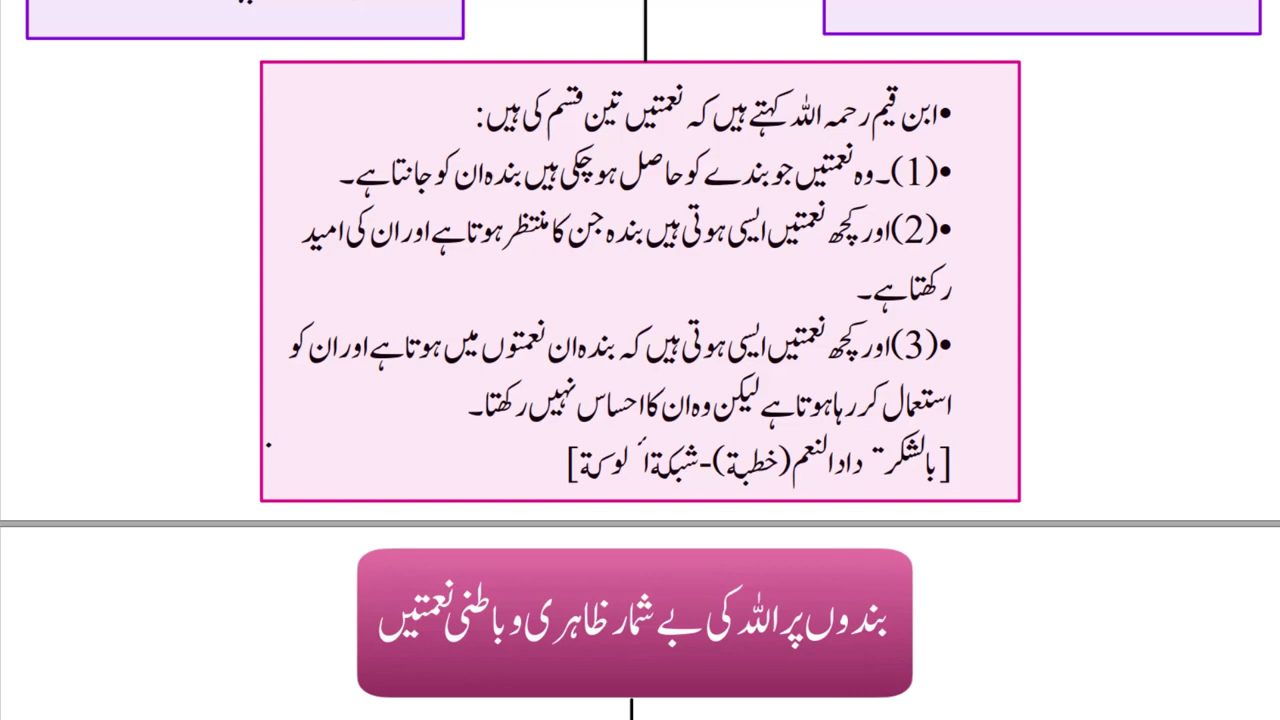 •ابن قیم رحمہ اللہ کہتے ہیں کہ نعمتیں تین قسم کی ہیں:
•(1)۔وہ نعمتیں جو بندے کو حاصل ہو چکی ہیں بندہ ان کو جانتا ہے۔
•(2)اور کچھ نعمتیں ایسی ہوتی ہیں بندہ جن کا منتظر ہوتا ہے اور ان کی امید
رکھتا ہے۔
•(3)اور کچھ نعمتیں ایسی ہوتی ہیں کہ بندہ ان نعمتوں میں ہوتا ہے اور ان کو
استعمال کر رہا ہوتا ہے لیکن وہ ان کا احساس نہیں رکھتا۔
[بالشکر داد النعم(خطبة)-شبكة الوكة]
بندوں پر اللہ کی بے شمار ظاہری و باطنی نعمتیں